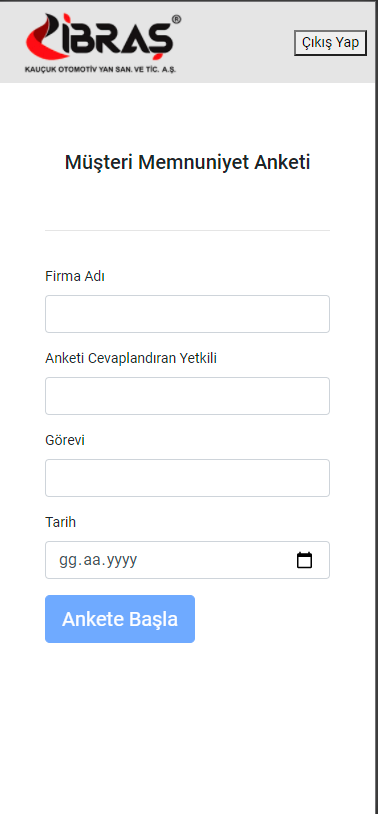 İBRAŞ®
KAUÇUK OTOMOTİV YAN SAN. VE TİC. A.Ş.
Çıkış Yap
Müşteri Memnuniyet Anketi
Firma Adı
Anketi Cevaplandıran Yetkili
Görevi
Tarih
gg.aa.yyyy
Ankete Başla